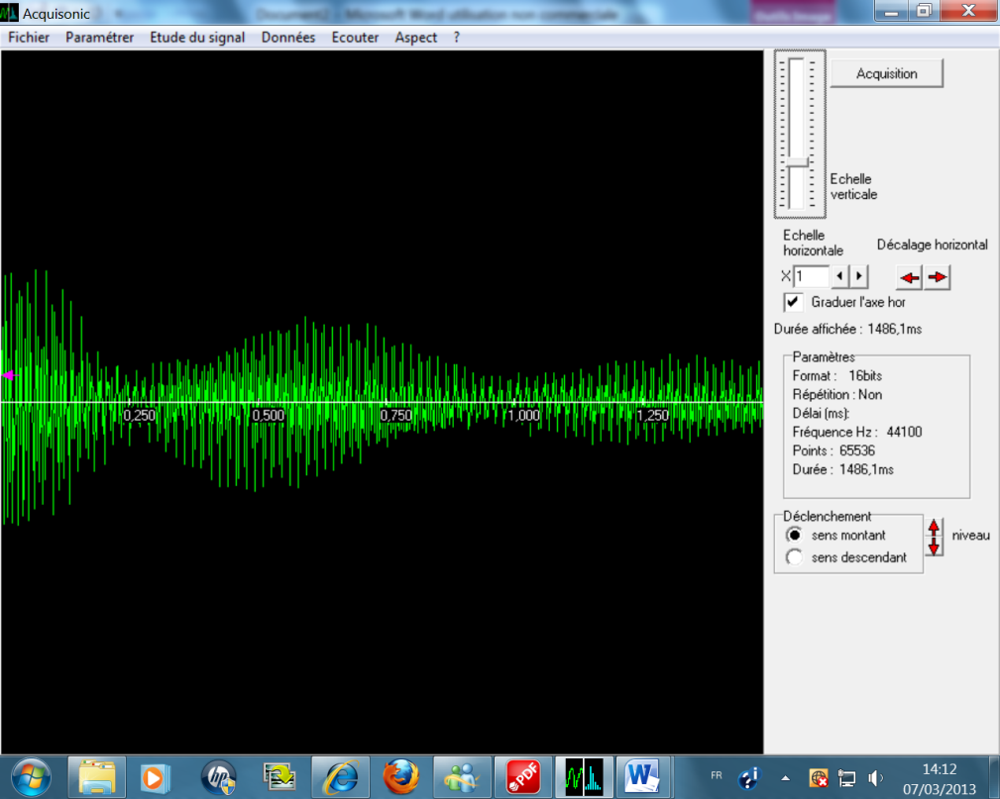 Acquisonic
Document2 - Microsoft Word utilisation non commerciale
Outils Image
Fichier Paramétrer Etude du signal Données Ecouter Aspect ?
Acquisition
Echelle
verticale
Echelle
horizontale
Décalage horizontal
X 1
Graduer l'axe hor
Durée affichée : 1486,1ms
Paramètres
Format : 16bits
Répétition : Non
Délai (ms):
Fréquence Hz : 44100
Points : 65536
Durée : 1486,1ms
0,250 0,500 0,750 1,000 1,250
Déclenchement
sens montant
sens descendant
niveau
hp
PDF
W
FR
14:12
07/03/2013